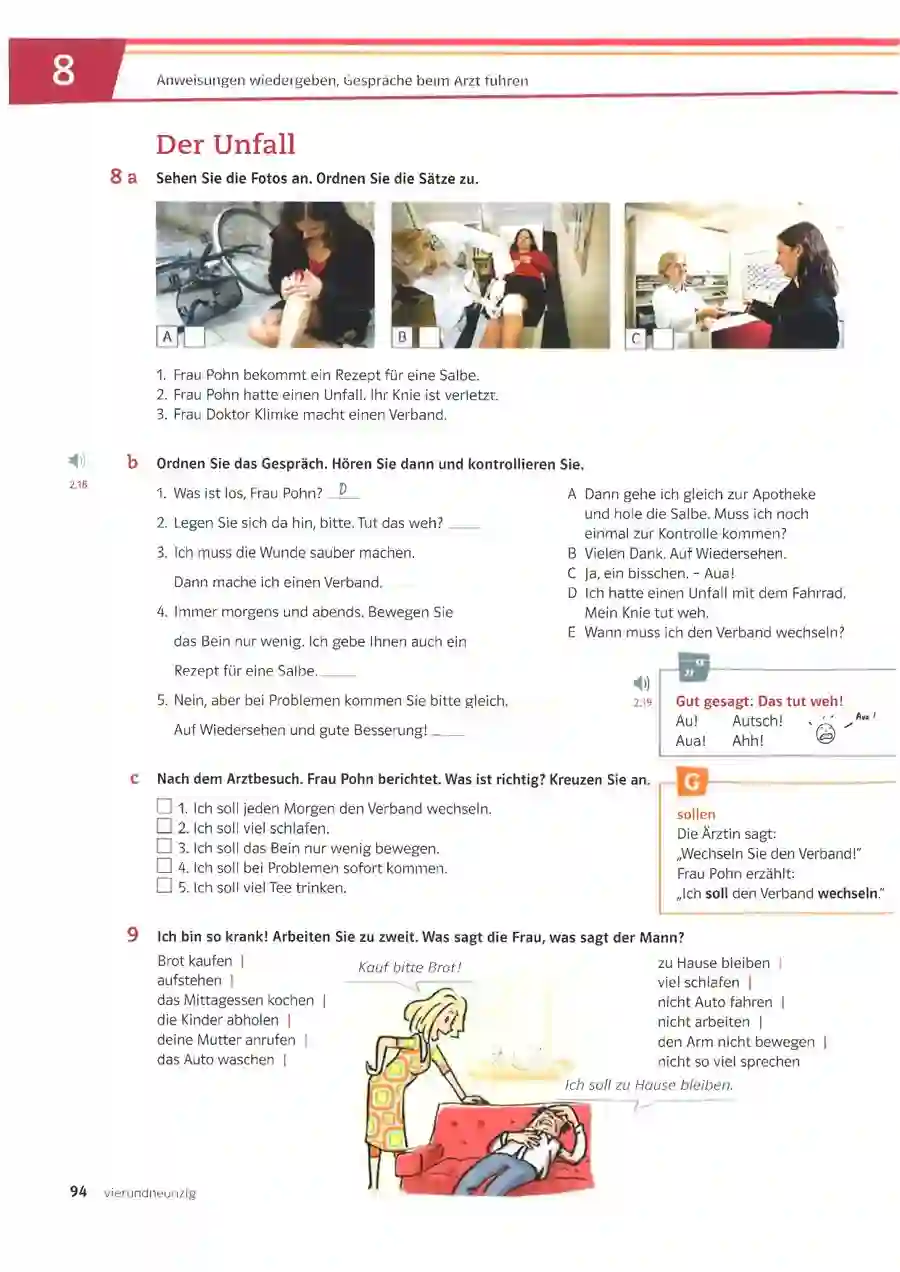 8
Anweisungen wiedergeben, Gespräche beim Arzt führen
Der Unfall
8 a Sehen Sie die Fotos an. Ordnen Sie die Sätze zu.
A
B
C
1. Frau Pohn bekommt ein Rezept für eine Salbe.
2. Frau Pohn hatte einen Unfall. Ihr Knie ist verletzt.
3. Frau Doktor Klimke macht einen Verband.
b Ordnen Sie das Gespräch. Hören Sie dann und kontrollieren Sie.
2.18
1. Was ist los, Frau Pohn? D
2. Legen Sie sich da hin, bitte. Tut das weh? ____
3. Ich muss die Wunde sauber machen.
Dann mache ich einen Verband.
4. Immer morgens und abends. Bewegen Sie
das Bein nur wenig. Ich gebe Ihnen auch ein
Rezept für eine Salbe. ____
5. Nein, aber bei Problemen kommen Sie bitte gleich.
Auf Wiedersehen und gute Besserung! ____
A Dann gehe ich gleich zur Apotheke
und hole die Salbe. Muss ich noch
einmal zur Kontrolle kommen?
B Vielen Dank. Auf Wiedersehen.
C Ja, ein bisschen. – Aua!
D Ich hatte einen Unfall mit dem Fahrrad.
Mein Knie tut weh.
E Wann muss ich den Verband wechseln?
„“
2.19
Gut gesagt: Das tut weh!
Au! Autsch!
Aua! Ahh!
Aua!
c Nach dem Arztbesuch. Frau Pohn berichtet. Was ist richtig? Kreuzen Sie an.
1. Ich soll jeden Morgen den Verband wechseln.
2. Ich soll viel schlafen.
3. Ich soll das Bein nur wenig bewegen.
4. Ich soll bei Problemen sofort kommen.
5. Ich soll viel Tee trinken.
G
sollen
Die Ärztin sagt:
„Wechseln Sie den Verband!“
Frau Pohn erzählt:
„Ich soll den Verband wechseln.“
9 Ich bin so krank! Arbeiten Sie zu zweit. Was sagt die Frau, was sagt der Mann?
Brot kaufen |
aufstehen |
das Mittagessen kochen |
die Kinder abholen |
deine Mutter anrufen |
das Auto waschen |
Kauf bitte Brot!
zu Hause bleiben |
viel schlafen |
nicht Auto fahren |
nicht arbeiten |
den Arm nicht bewegen |
nicht so viel sprechen
Ich soll zu Hause bleiben.
94 vierundneunzig